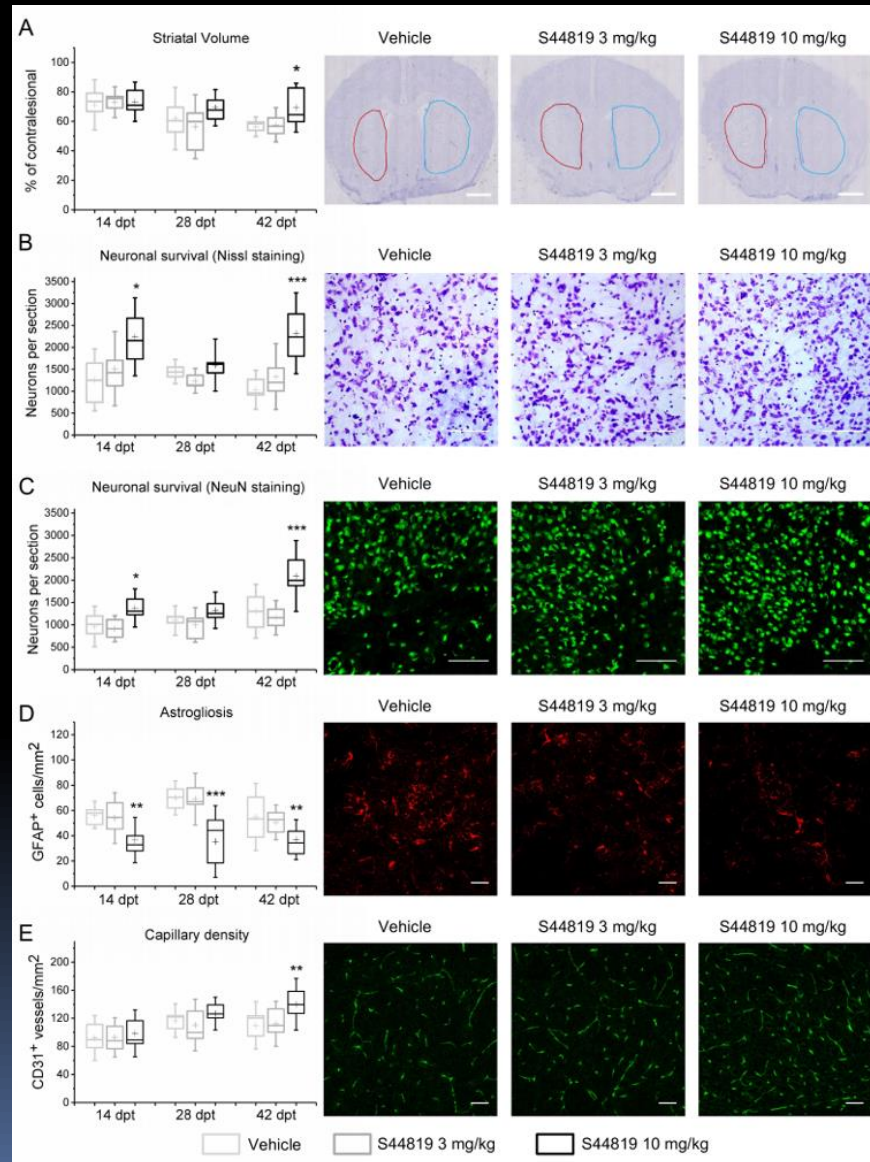 A
Striatal Volume
% of contralesional
100
80
60
40
20
0
14 dpt 28 dpt 42 dpt
*
Vehicle S44819 3 mg/kg S44819 10 mg/kg
B
Neuronal survival (Nissl staining)
Neurons per section
3500
3000
2500
2000
1500
1000
500
0
14 dpt 28 dpt 42 dpt
* ***
Vehicle S44819 3 mg/kg S44819 10 mg/kg
C
Neuronal survival (NeuN staining)
Neurons per section
3500
3000
2500
2000
1500
1000
500
0
14 dpt 28 dpt 42 dpt
* ***
Vehicle S44819 3 mg/kg S44819 10 mg/kg
D
Astrogliosis
GFAP+ cells/mm2
120
100
80
60
40
20
0
14 dpt 28 dpt 42 dpt
** *** **
Vehicle S44819 3 mg/kg S44819 10 mg/kg
E
Capillary density
CD31+ vessels/mm2
200
160
120
80
40
0
14 dpt 28 dpt 42 dpt
**
Vehicle S44819 3 mg/kg S44819 10 mg/kg
Vehicle S44819 3 mg/kg S44819 10 mg/kg